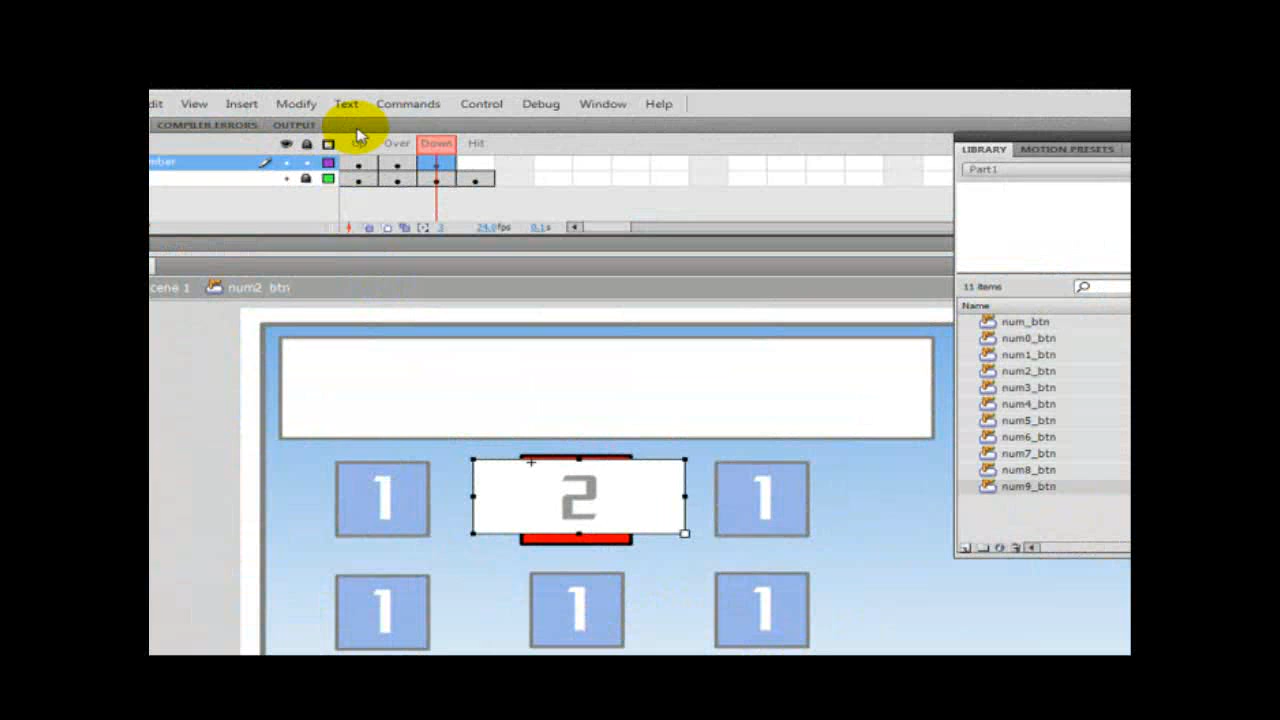 dit View Insert Modify Text Commands Control Debug Window Help
COMPILER ERRORS OUTPUT
Over Down Hit
mber
3 24.0fps 0.1s
cene 1 num2_btn
LIBRARY MOTION PRESETS
Part1
11 items
Name
num_btn
num0_btn
num1_btn
num2_btn
num3_btn
num4_btn
num5_btn
num6_btn
num7_btn
num8_btn
num9_btn
1 2 1
1 1 1